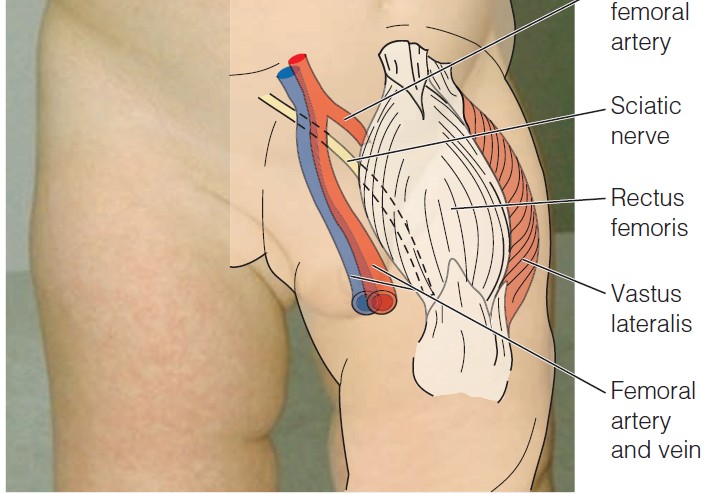 femoral
artery
Sciatic
nerve
Rectus
femoris
Vastus
lateralis
Femoral
artery
and vein